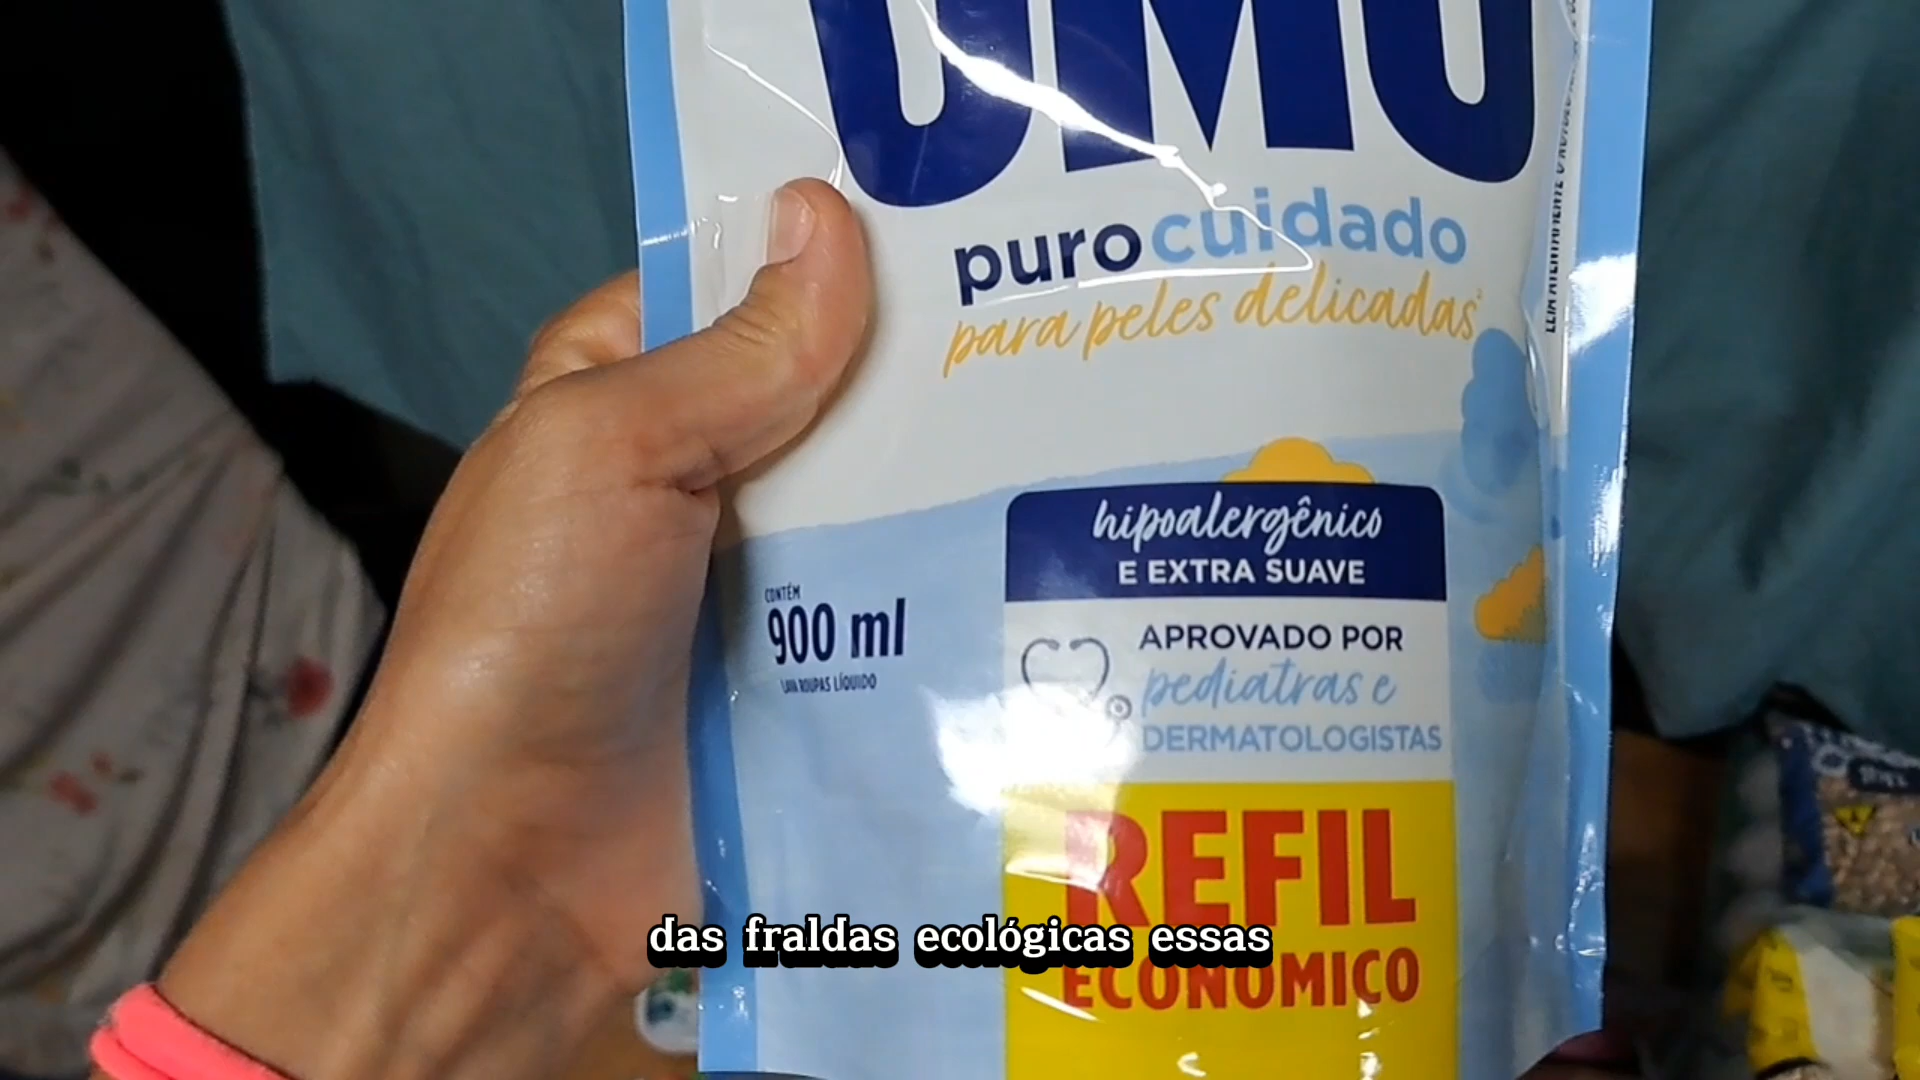 OMO
puro cuidado
para peles delicadas
hipoalergênico
E EXTRA SUAVE
CONTÉM
900 ml
LAVA ROUPAS LÍQUIDO
APROVADO POR
pediatras e
DERMATOLOGISTAS
REFIL
ECONÔMICO
das fraldas ecológicas essas